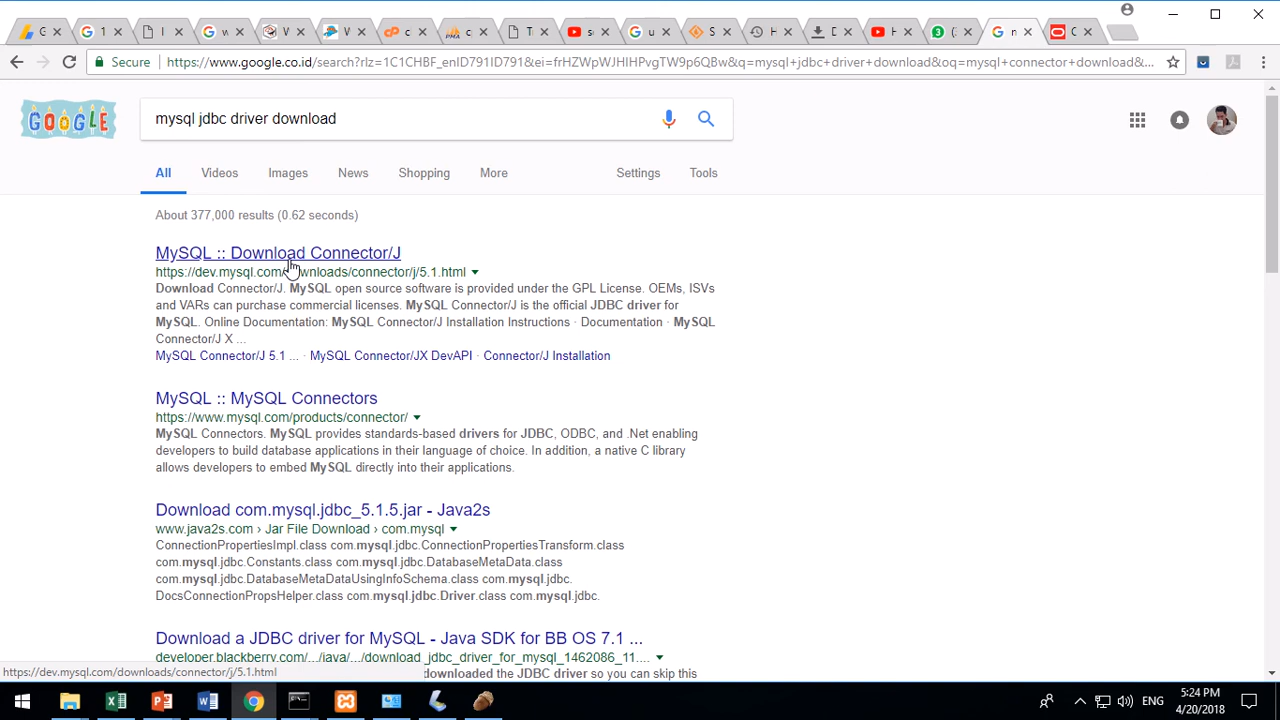 Secure
https://www.google.co.id/search?rlz=1C1CHBF_enID791ID791&ei=frHZWpWJHIHPvgTW9p6QBw&q=mysql+jdbc+driver+download&oq=mysql+connector+download&...
GOOGLE
mysql jdbc driver download
All Videos Images News Shopping More Settings Tools
About 377,000 results (0.62 seconds)
MySQL :: Download Connector/J
https://dev.mysql.com/downloads/connector/j/5.1.html
Download Connector/J. MySQL open source software is provided under the GPL License. OEMs, ISVs
and VARs can purchase commercial licenses. MySQL Connector/J is the official JDBC driver for
MySQL. Online Documentation: MySQL Connector/J Installation Instructions · Documentation · MySQL
Connector/J X ...
MySQL Connector/J 5.1 ... · MySQL Connector/JX DevAPI · Connector/J Installation
MySQL :: MySQL Connectors
https://www.mysql.com/products/connector/
MySQL Connectors. MySQL provides standards-based drivers for JDBC, ODBC, and .Net enabling
developers to build database applications in their language of choice. In addition, a native C library
allows developers to embed MySQL directly into their applications.
Download com.mysql.jdbc_5.1.5.jar - Java2s
www.java2s.com › Jar File Download › com.mysql
ConnectionPropertiesImpl.class com.mysql.jdbc.ConnectionPropertiesTransform.class
com.mysql.jdbc.Constants.class com.mysql.jdbc.DatabaseMetaData.class
com.mysql.jdbc.DatabaseMetaDataUsingInfoSchema.class com.mysql.jdbc.
DocsConnectionPropsHelper.class com.mysql.jdbc.Driver.class com.mysql.jdbc.
Download a JDBC driver for MySQL - Java SDK for BB OS 7.1 ...
developer.blackberry.com/.../java/.../download_jdbc_driver_for_mysql_1462086_11....
https://dev.mysql.com/downloads/connector/j/5.1.html
downloaded the JDBC driver so you can skip this
ENG
5:24 PM
4/20/2018